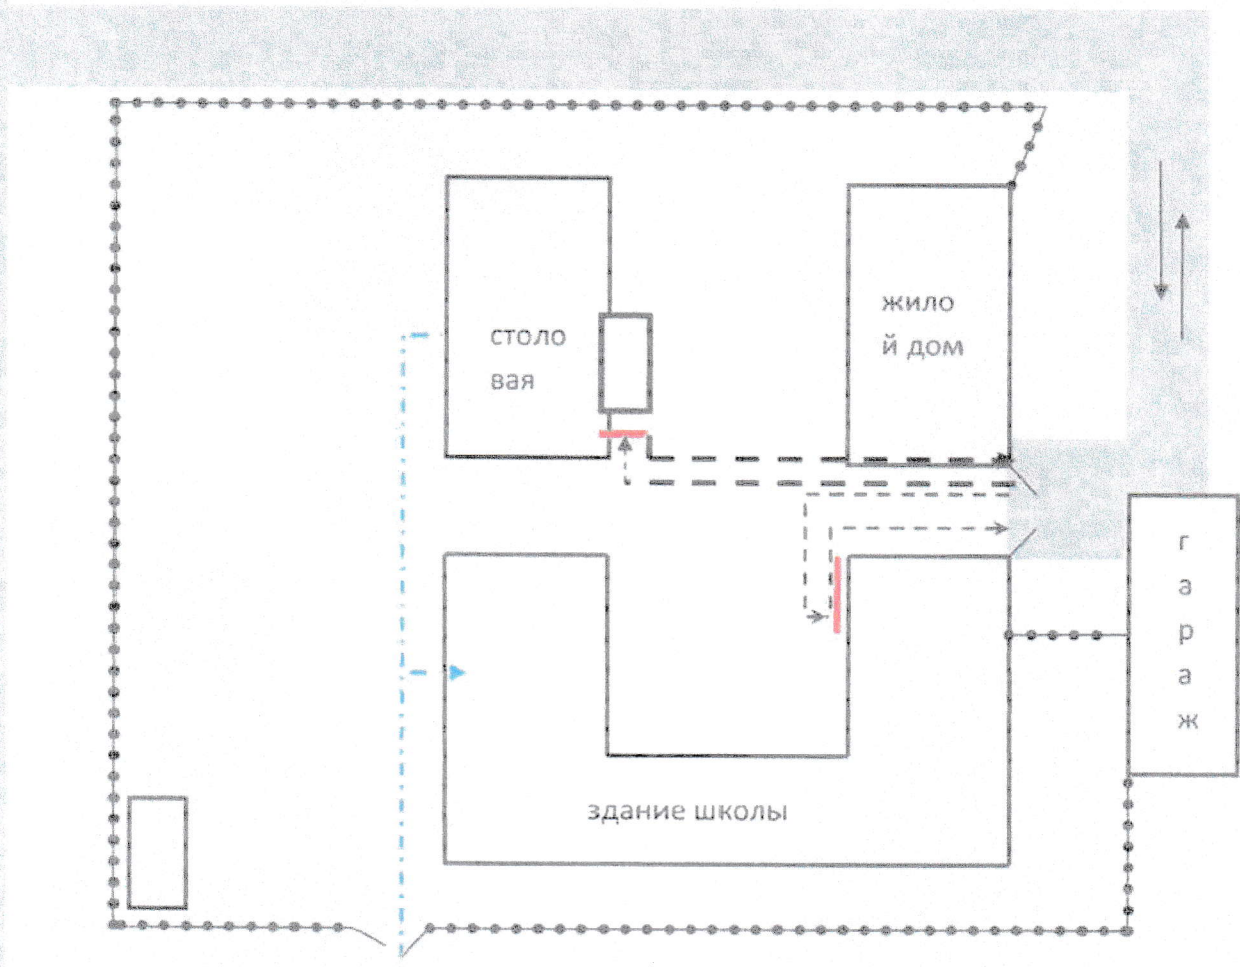 столо
вая
жило
й дом
г
а
р
а
ж
здание школы